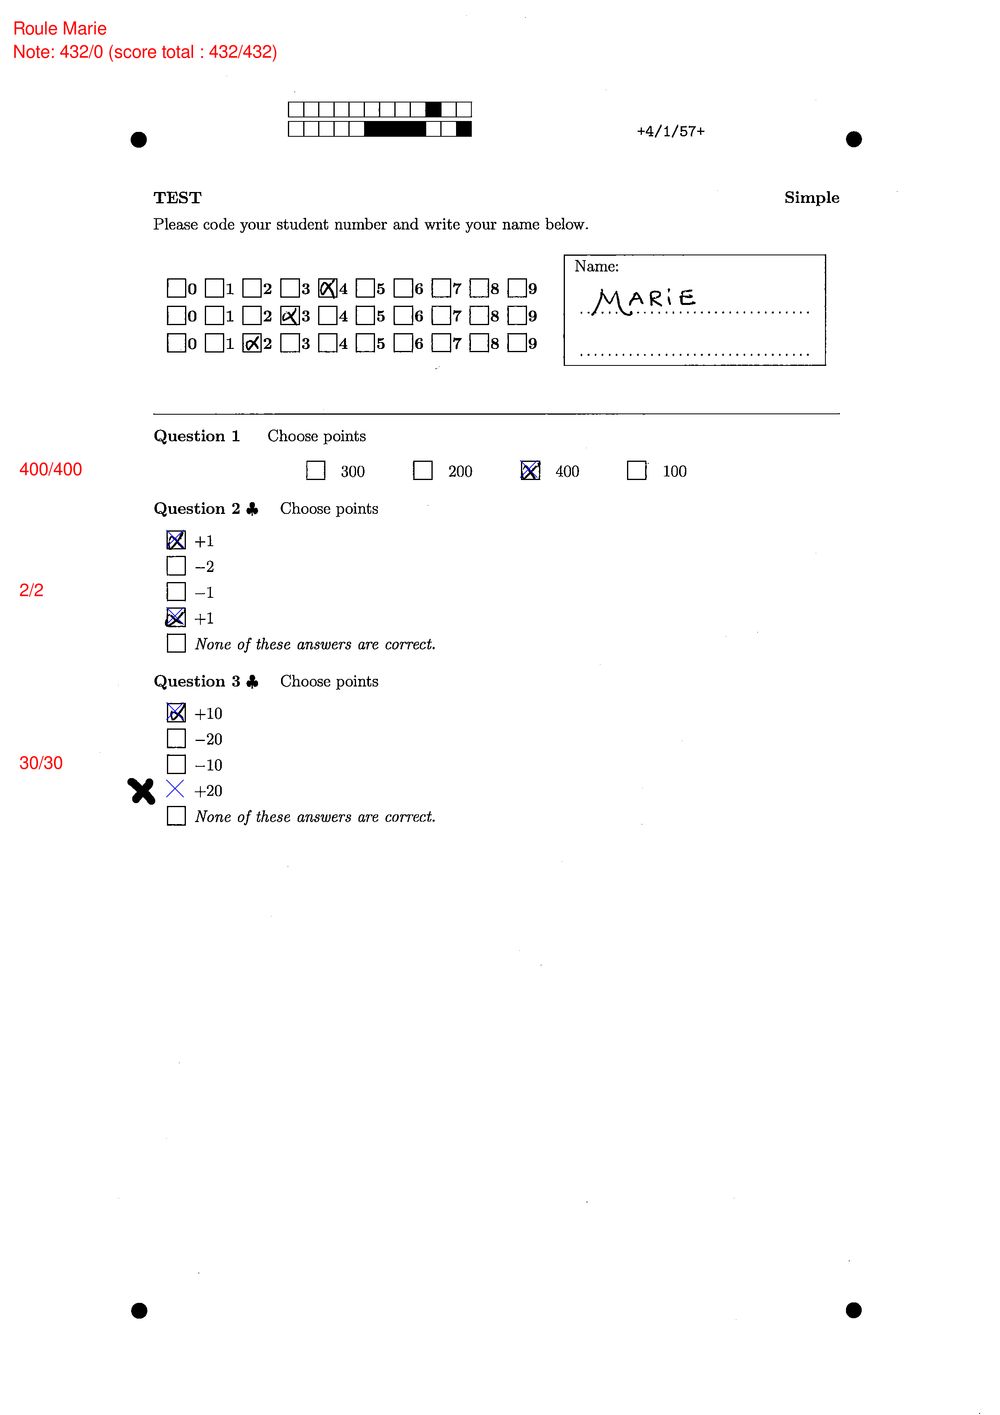 Roule Marie
Note: 432/0 (score total : 432/432)
+4/1/57+
TEST Simple
Please code your student number and write your name below.
Name:
MARiE
0 1 2 3 4 5 6 7 8 9
0 1 2 3 4 5 6 7 8 9
0 1 2 3 4 5 6 7 8 9
Question 1 Choose points
400/400 300 200 400 100
Question 2 ♣ Choose points
+1
−2
2/2 −1
+1
None of these answers are correct.
Question 3 ♣ Choose points
+10
−20
30/30 −10
+20
None of these answers are correct.